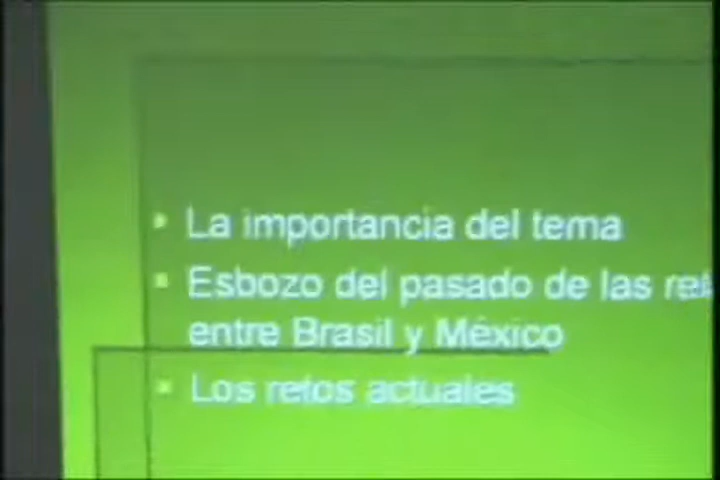 La importancia del tema
Esbozo del pasado de las
entre Brasil y México
Los retos actuales